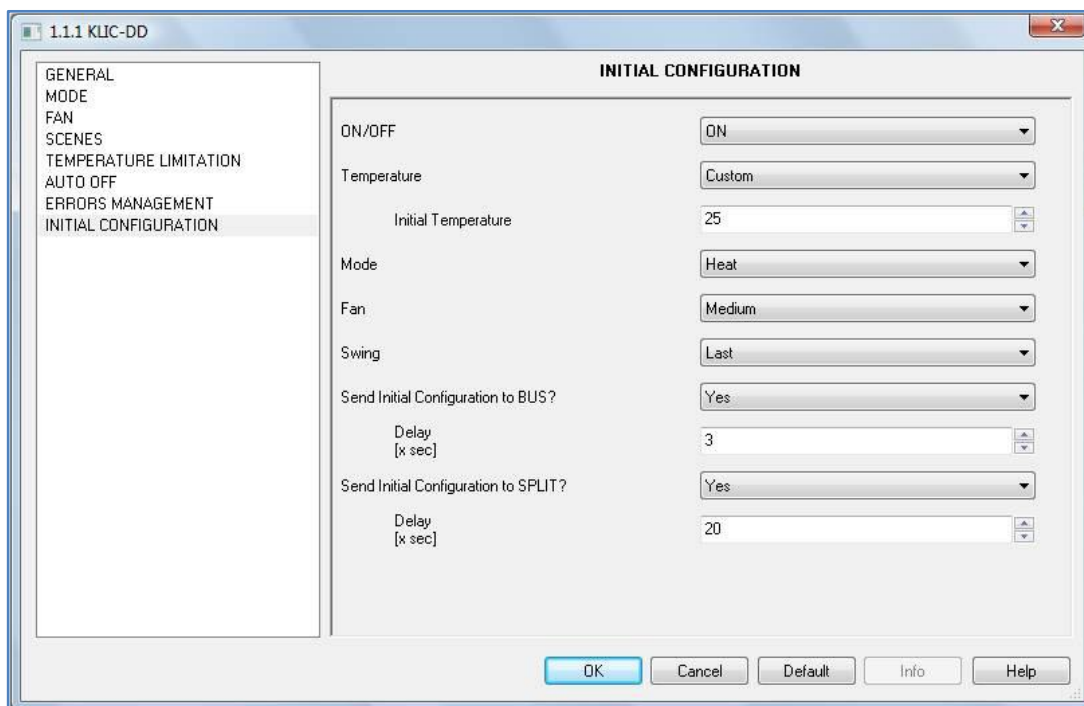 1.1.1 KLIC-DD
GENERAL
MODE
FAN
SCENES
TEMPERATURE LIMITATION
AUTO OFF
ERRORS MANAGEMENT
INITIAL CONFIGURATION
INITIAL CONFIGURATION
ON/OFF ON
Temperature Custom
Initial Temperature 25
Mode Heat
Fan Medium
Swing Last
Send Initial Configuration to BUS? Yes
Delay
[x sec] 3
Send Initial Configuration to SPLIT? Yes
Delay
[x sec] 20
OK Cancel Default Info Help